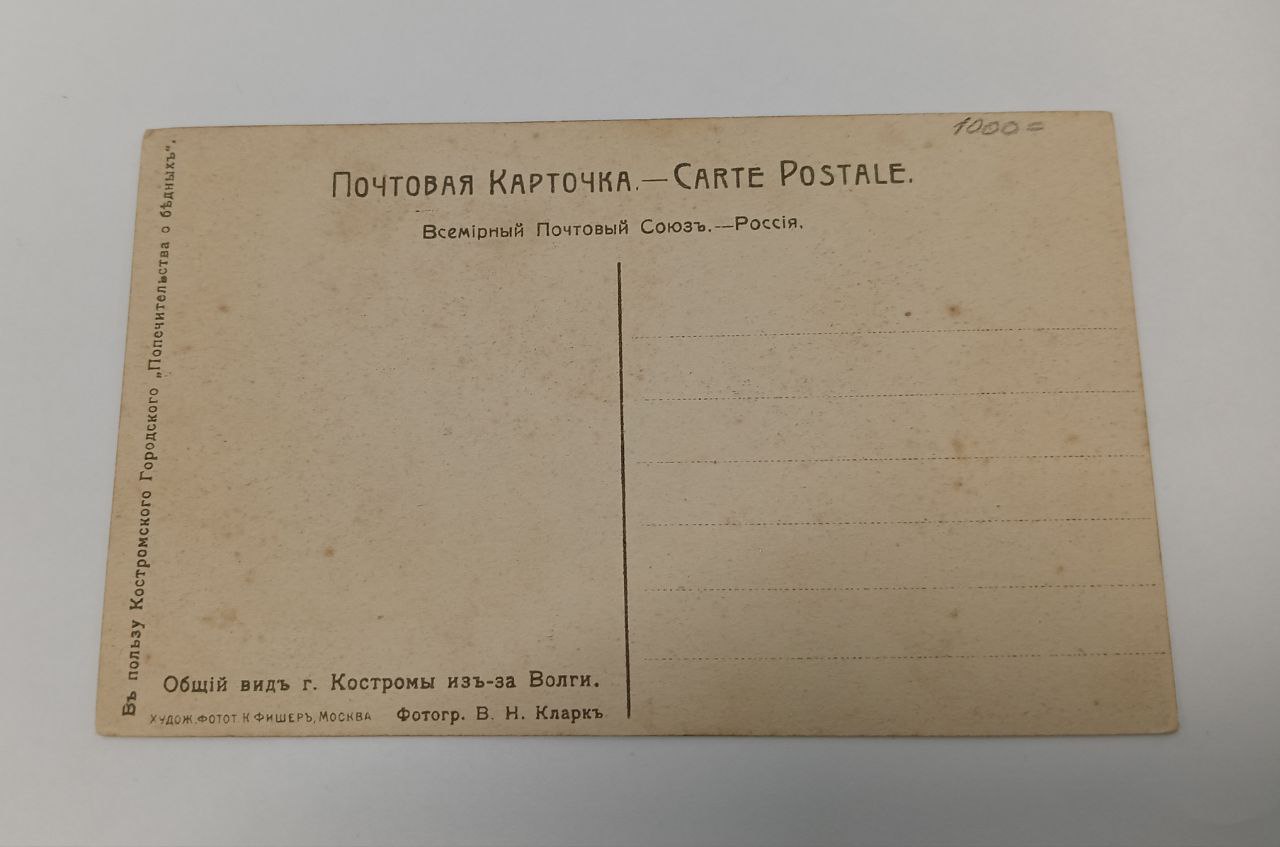 1000=
ПОЧТОВАЯ КАРТОЧКА.—CARTE POSTALE.
Всемірный Почтовый Союзъ.—Россія.
Въ пользу Костромского Городского „Попечительства о бѣдныхъ“.
Общій видъ г. Костромы изъ-за Волги.
ХУДОЖ.ФОТОТ. К ФИШЕРЪ, МОСКВА Фотогр. В. Н. Кларкъ